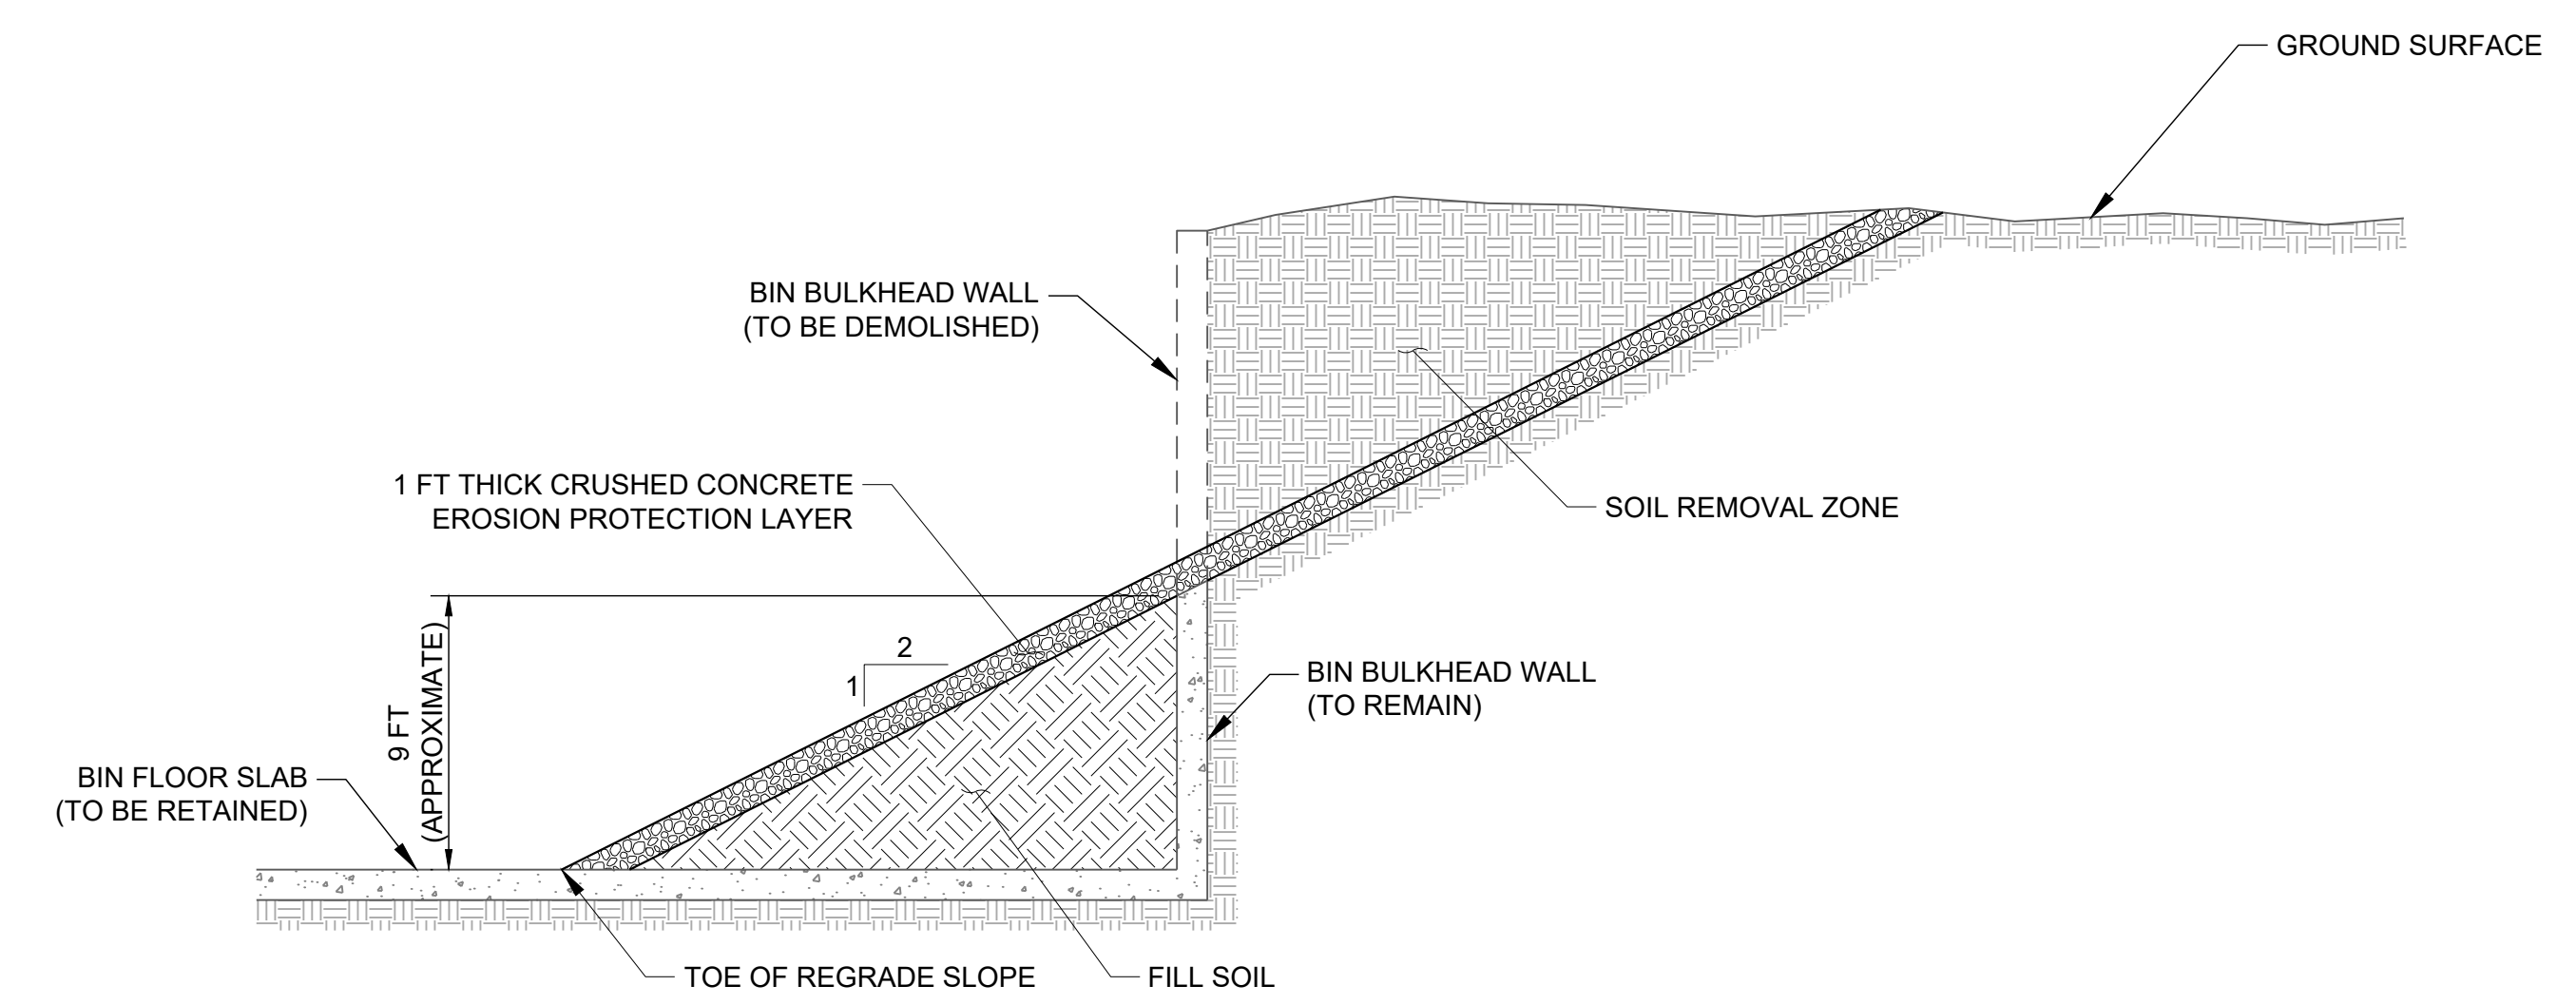 GROUND SURFACE
BIN BULKHEAD WALL
(TO BE DEMOLISHED)
1 FT THICK CRUSHED CONCRETE
EROSION PROTECTION LAYER
SOIL REMOVAL ZONE
2
1
9 FT
(APPROXIMATE)
BIN BULKHEAD WALL
(TO REMAIN)
BIN FLOOR SLAB
(TO BE RETAINED)
TOE OF REGRADE SLOPE
FILL SOIL